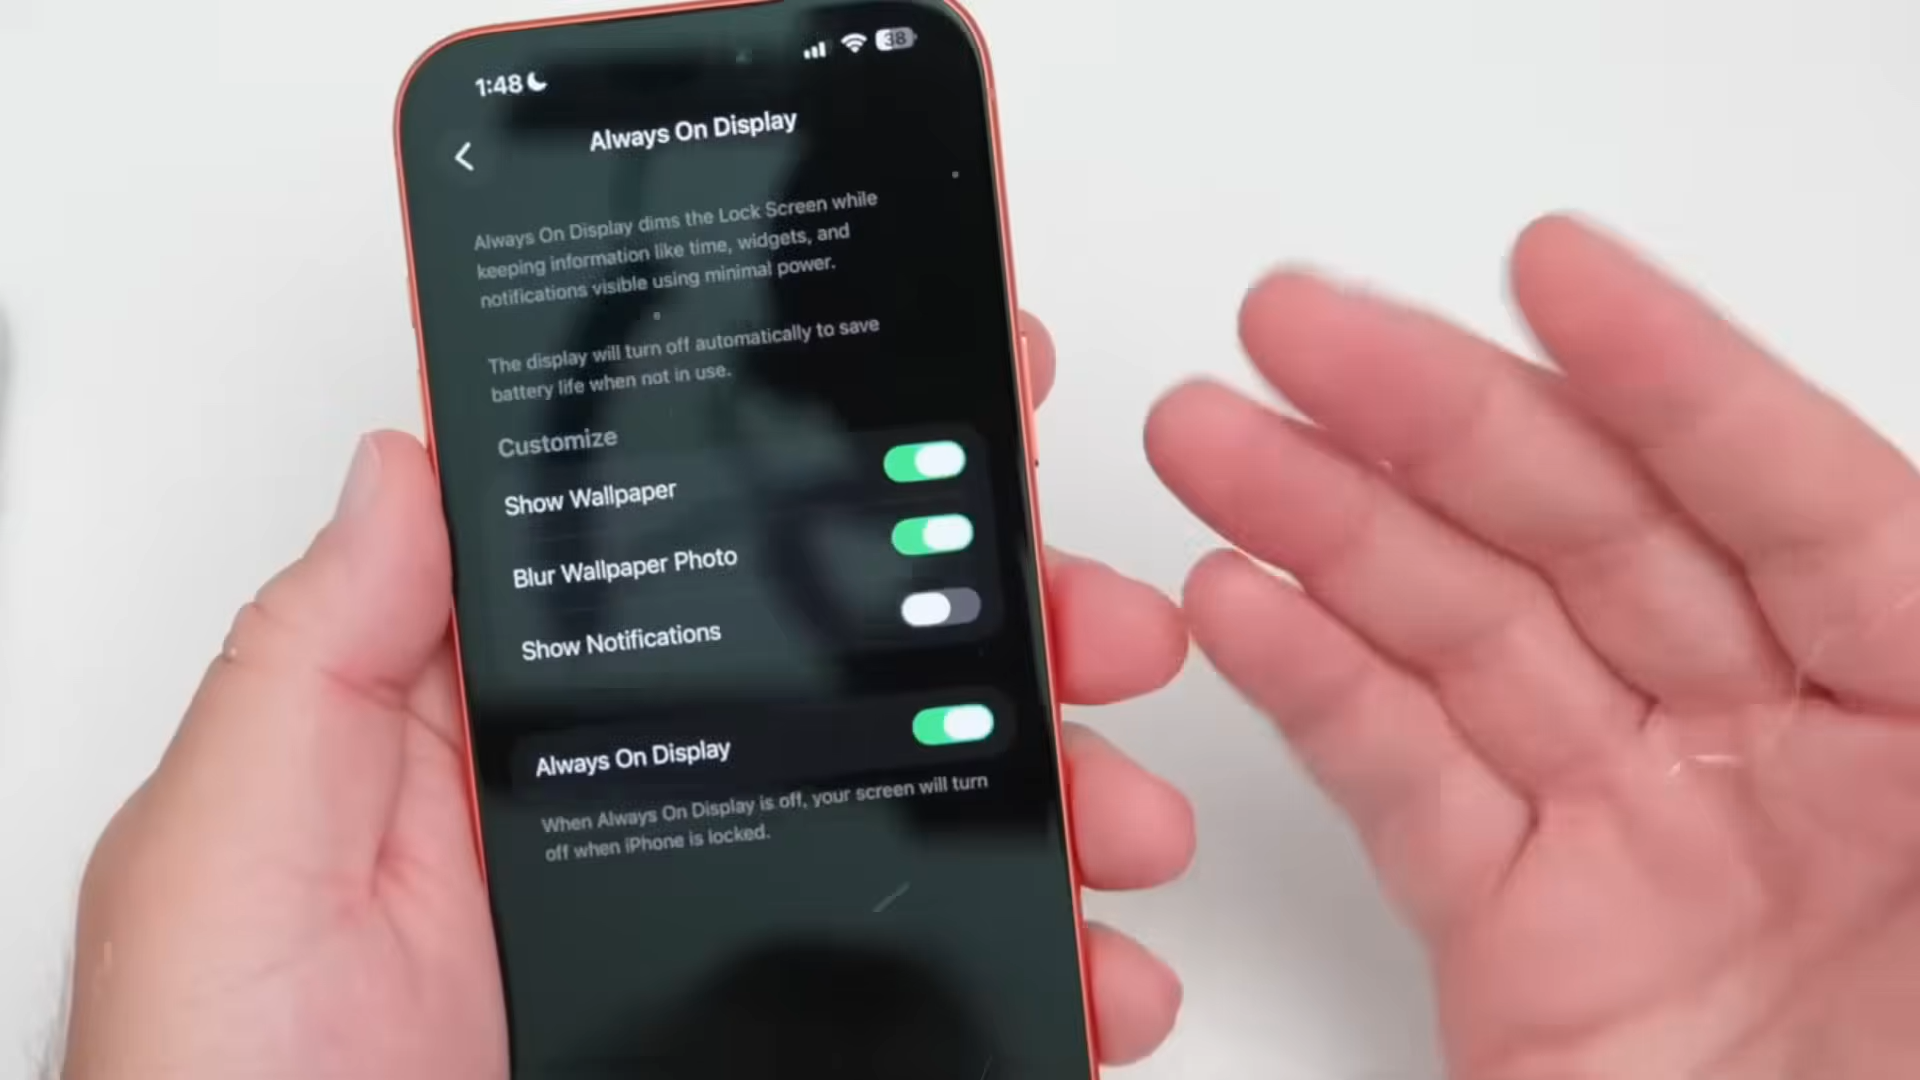 1:48
38
Always On Display
Always On Display dims the Lock Screen while
keeping information like time, widgets, and
notifications visible using minimal power.
The display will turn off automatically to save
battery life when not in use.
Customize
Show Wallpaper
Blur Wallpaper Photo
Show Notifications
Always On Display
When Always On Display is off, your screen will turn
off when iPhone is locked.